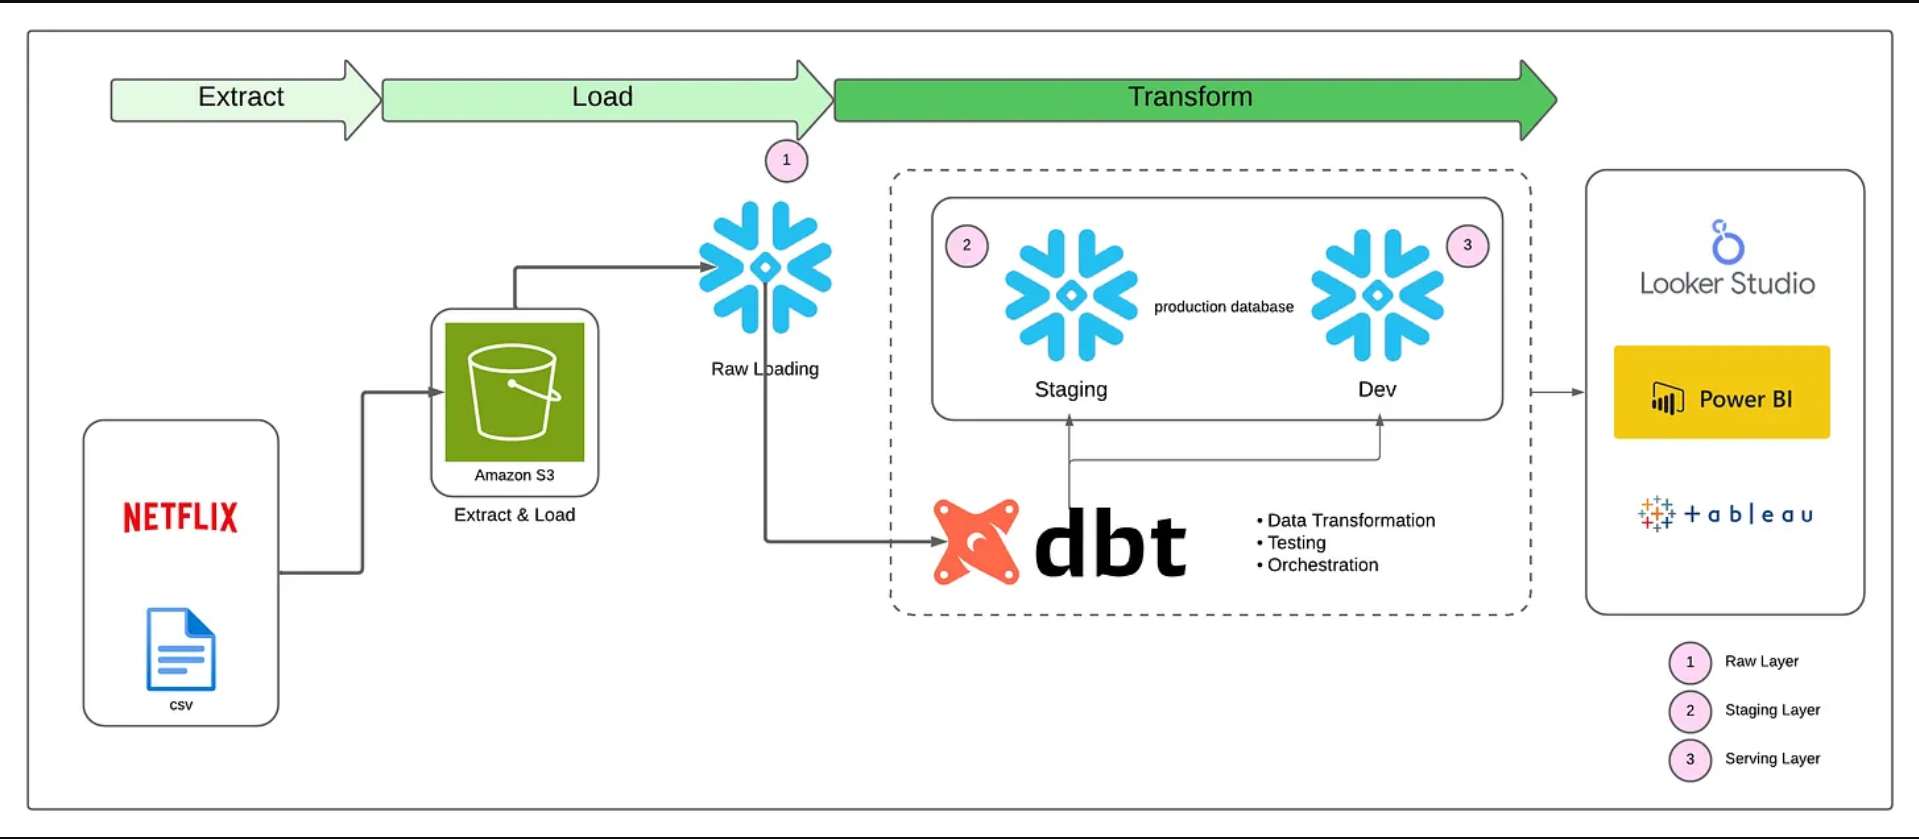 Extract
Load
Transform
1
2
3
production database
Staging
Dev
Raw Loading
Amazon S3
Extract & Load
NETFLIX
csv
dbt
• Data Transformation
• Testing
• Orchestration
Looker Studio
Power BI
+ableau
1 Raw Layer
2 Staging Layer
3 Serving Layer